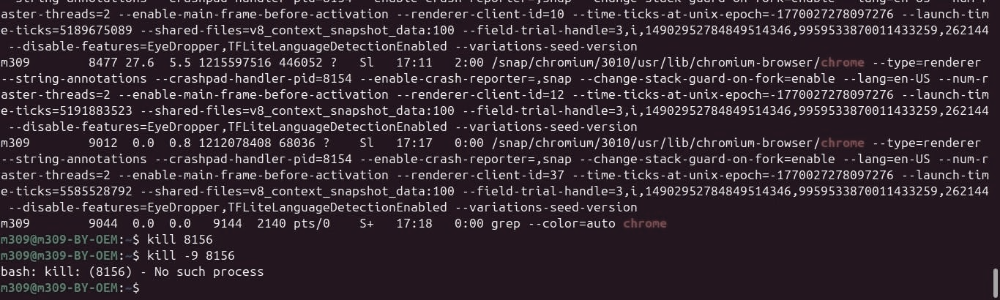 aster-threads=2 --enable-main-frame-before-activation --renderer-client-id=10 --time-ticks-at-unix-epoch=-1770027278097276 --launch-tim
e-ticks=5189675089 --shared-files=v8_context_snapshot_data:100 --field-trial-handle=3,i,14902952784849514346,9959533870011433259,262144
 --disable-features=EyeDropper,TFLiteLanguageDetectionEnabled --variations-seed-version
m309        8477 27.6  5.5 1215597516 446052 ?   Sl   17:11   2:00 /snap/chromium/3010/usr/lib/chromium-browser/chrome --type=renderer
--string-annotations --crashpad-handler-pid=8154 --enable-crash-reporter=,snap --change-stack-guard-on-fork=enable --lang=en-US --num-r
aster-threads=2 --enable-main-frame-before-activation --renderer-client-id=12 --time-ticks-at-unix-epoch=-1770027278097276 --launch-tim
e-ticks=5191883523 --shared-files=v8_context_snapshot_data:100 --field-trial-handle=3,i,14902952784849514346,9959533870011433259,262144
 --disable-features=EyeDropper,TFLiteLanguageDetectionEnabled --variations-seed-version
m309        9012  0.0  0.8 1212078408 68036 ?    Sl   17:17   0:00 /snap/chromium/3010/usr/lib/chromium-browser/chrome --type=renderer
--string-annotations --crashpad-handler-pid=8154 --enable-crash-reporter=,snap --change-stack-guard-on-fork=enable --lang=en-US --num-r
aster-threads=2 --enable-main-frame-before-activation --renderer-client-id=37 --time-ticks-at-unix-epoch=-1770027278097276 --launch-tim
e-ticks=5585528792 --shared-files=v8_context_snapshot_data:100 --field-trial-handle=3,i,14902952784849514346,9959533870011433259,262144
 --disable-features=EyeDropper,TFLiteLanguageDetectionEnabled --variations-seed-version
m309        9044  0.0  0.0   9144  2140 pts/0    S+   17:18   0:00 grep --color=auto chrome
m309@m309-BY-OEM:~$ kill 8156
m309@m309-BY-OEM:~$ kill -9 8156
bash: kill: (8156) - No such process
m309@m309-BY-OEM:~$